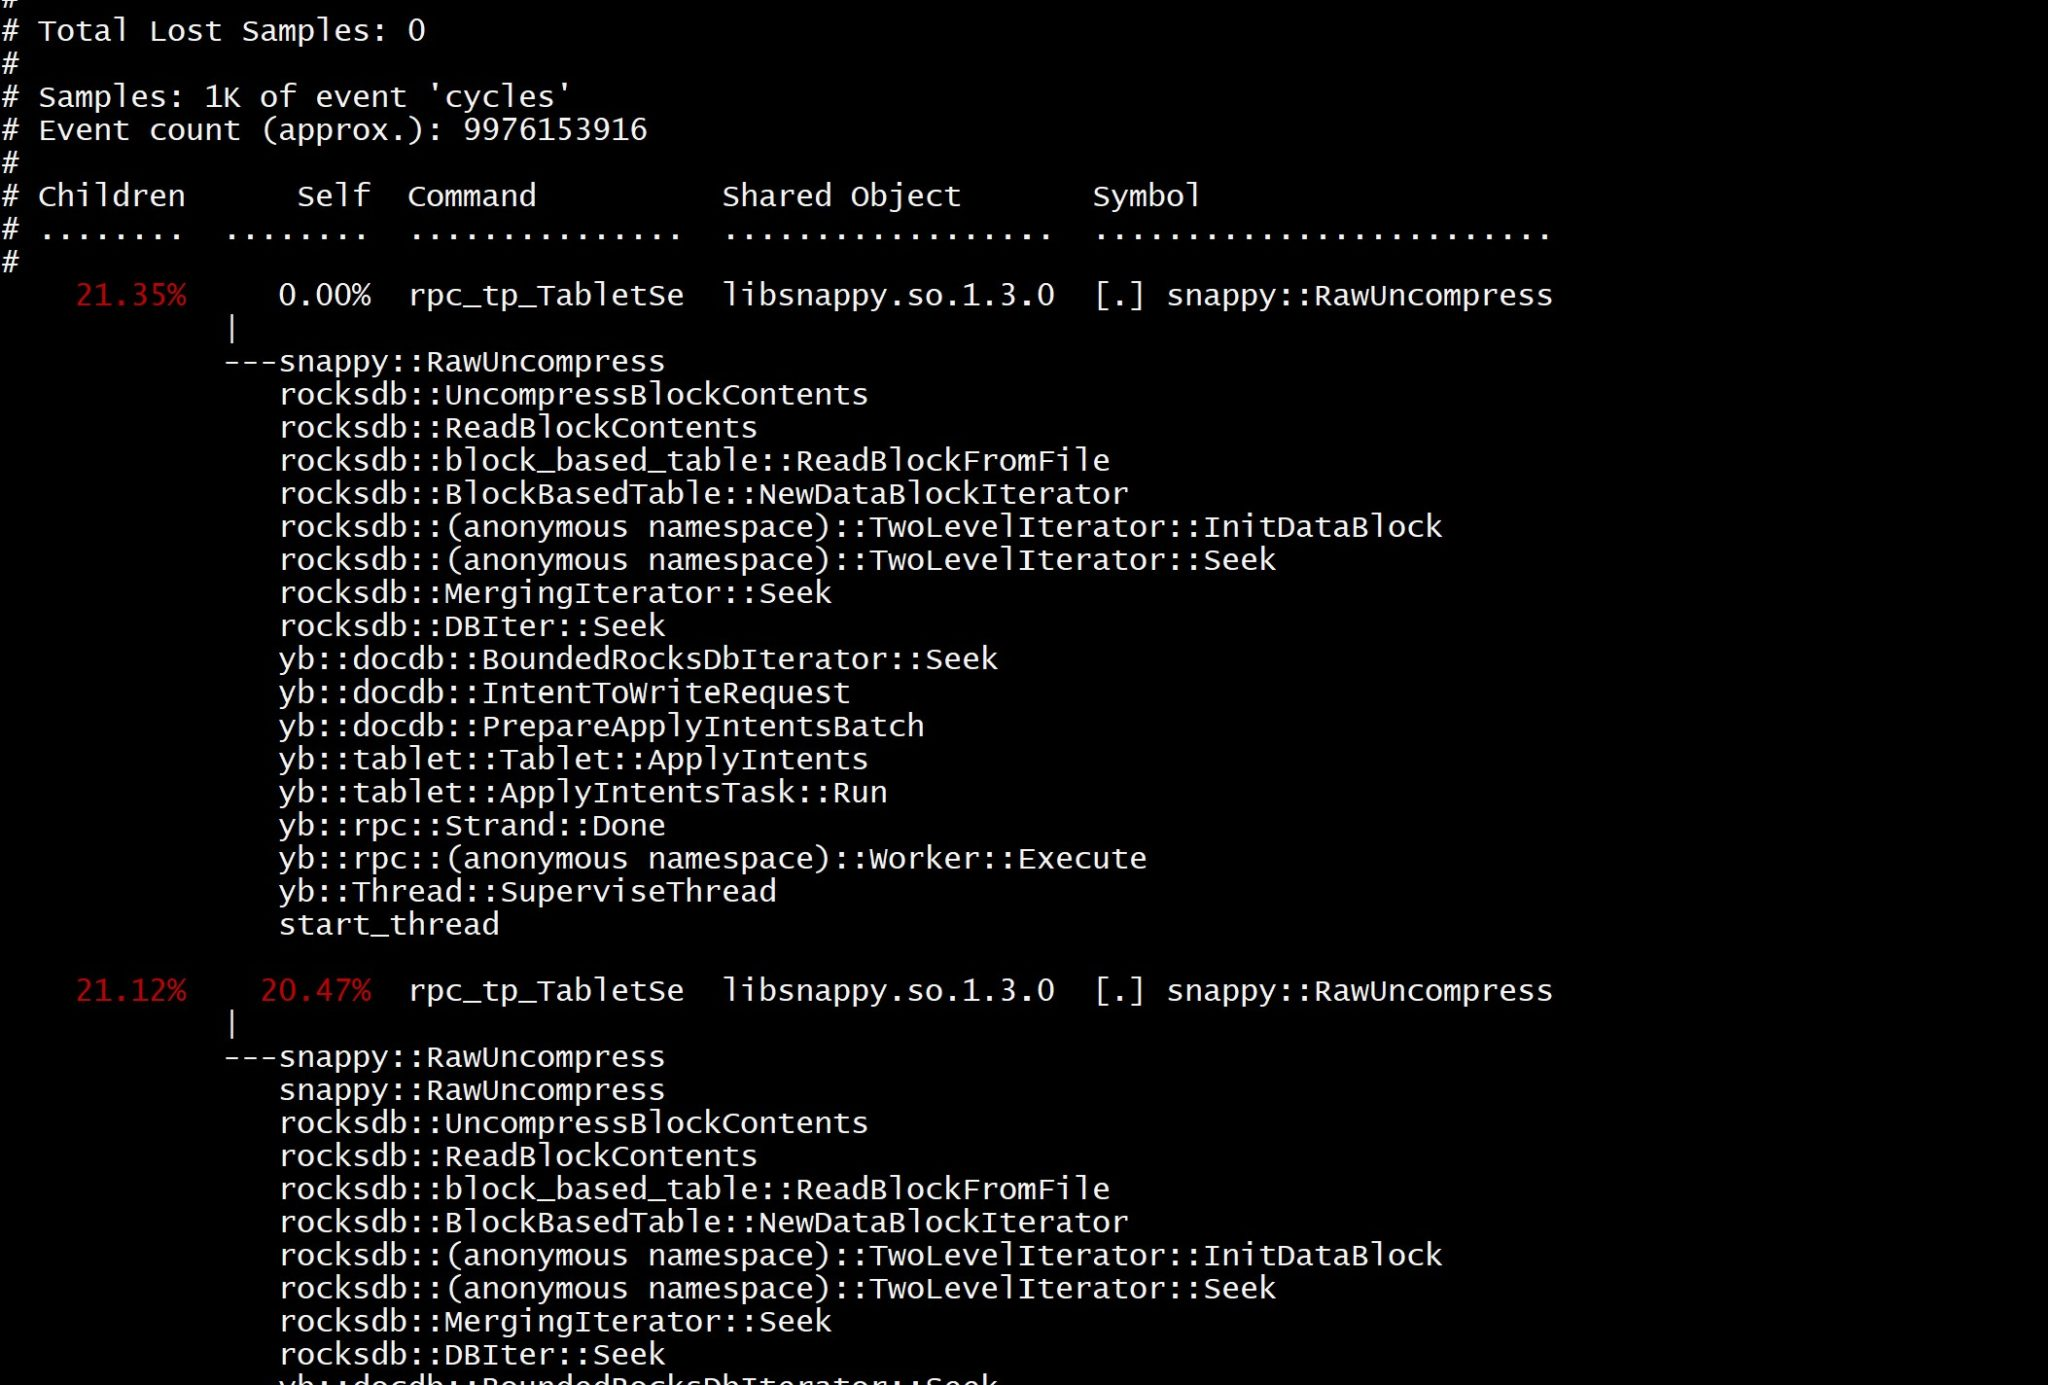 #
# Total Lost Samples: 0
#
# Samples: 1K of event 'cycles'
# Event count (approx.): 9976153916
#
# Children      Self  Command          Shared Object       Symbol
# ........  ........  ...............  ..................  .........................
#
    21.35%     0.00%  rpc_tp_TabletSe  libsnappy.so.1.3.0  [.] snappy::RawUncompress
            |
            ---snappy::RawUncompress
               rocksdb::UncompressBlockContents
               rocksdb::ReadBlockContents
               rocksdb::block_based_table::ReadBlockFromFile
               rocksdb::BlockBasedTable::NewDataBlockIterator
               rocksdb::(anonymous namespace)::TwoLevelIterator::InitDataBlock
               rocksdb::(anonymous namespace)::TwoLevelIterator::Seek
               rocksdb::MergingIterator::Seek
               rocksdb::DBIter::Seek
               yb::docdb::BoundedRocksDbIterator::Seek
               yb::docdb::IntentToWriteRequest
               yb::docdb::PrepareApplyIntentsBatch
               yb::tablet::Tablet::ApplyIntents
               yb::tablet::ApplyIntentsTask::Run
               yb::rpc::Strand::Done
               yb::rpc::(anonymous namespace)::Worker::Execute
               yb::Thread::SuperviseThread
               start_thread
    21.12%    20.47%  rpc_tp_TabletSe  libsnappy.so.1.3.0  [.] snappy::RawUncompress
            |
            ---snappy::RawUncompress
               snappy::RawUncompress
               rocksdb::UncompressBlockContents
               rocksdb::ReadBlockContents
               rocksdb::block_based_table::ReadBlockFromFile
               rocksdb::BlockBasedTable::NewDataBlockIterator
               rocksdb::(anonymous namespace)::TwoLevelIterator::InitDataBlock
               rocksdb::(anonymous namespace)::TwoLevelIterator::Seek
               rocksdb::MergingIterator::Seek
               rocksdb::DBIter::Seek
               yb::docdb::BoundedRocksDbIterator::Seek